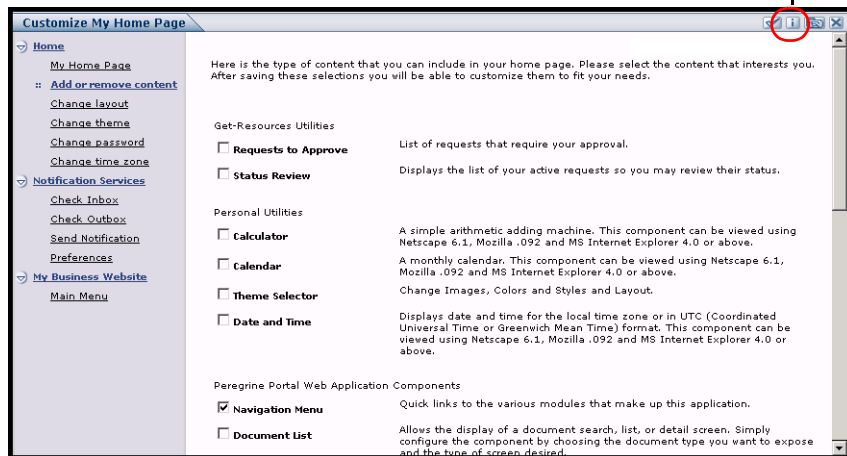 Customize My Home Page
Home
My Home Page
:: Add or remove content
Change layout
Change theme
Change password
Change time zone
Notification Services
Check Inbox
Check Outbox
Send Notification
Preferences
My Business Website
Main Menu
Here is the type of content that you can include in your home page. Please select the content that interests you.
After saving these selections you will be able to customize them to fit your needs.
Get-Resources Utilities
Requests to Approve
List of requests that require your approval.
Status Review
Displays the list of your active requests so you may review their status.
Personal Utilities
Calculator
A simple arithmetic adding machine. This component can be viewed using
Netscape 6.1, Mozilla .092 and MS Internet Explorer 4.0 or above.
Calendar
A monthly calendar. This component can be viewed using Netscape 6.1,
Mozilla .092 and MS Internet Explorer 4.0 or above.
Theme Selector
Change Images, Colors and Styles and Layout.
Date and Time
Displays date and time for the local time zone or in UTC (Coordinated
Universal Time or Greenwich Mean Time) format. This component can be
viewed using Netscape 6.1, Mozilla .092 and MS Internet Explorer 4.0 or
above.
Peregrine Portal Web Application Components
Navigation Menu
Quick links to the various modules that make up this application.
Document List
Allows the display of a document search, list, or detail screen. Simply
configure the component by choosing the document type you want to expose
and the type of screen desired.